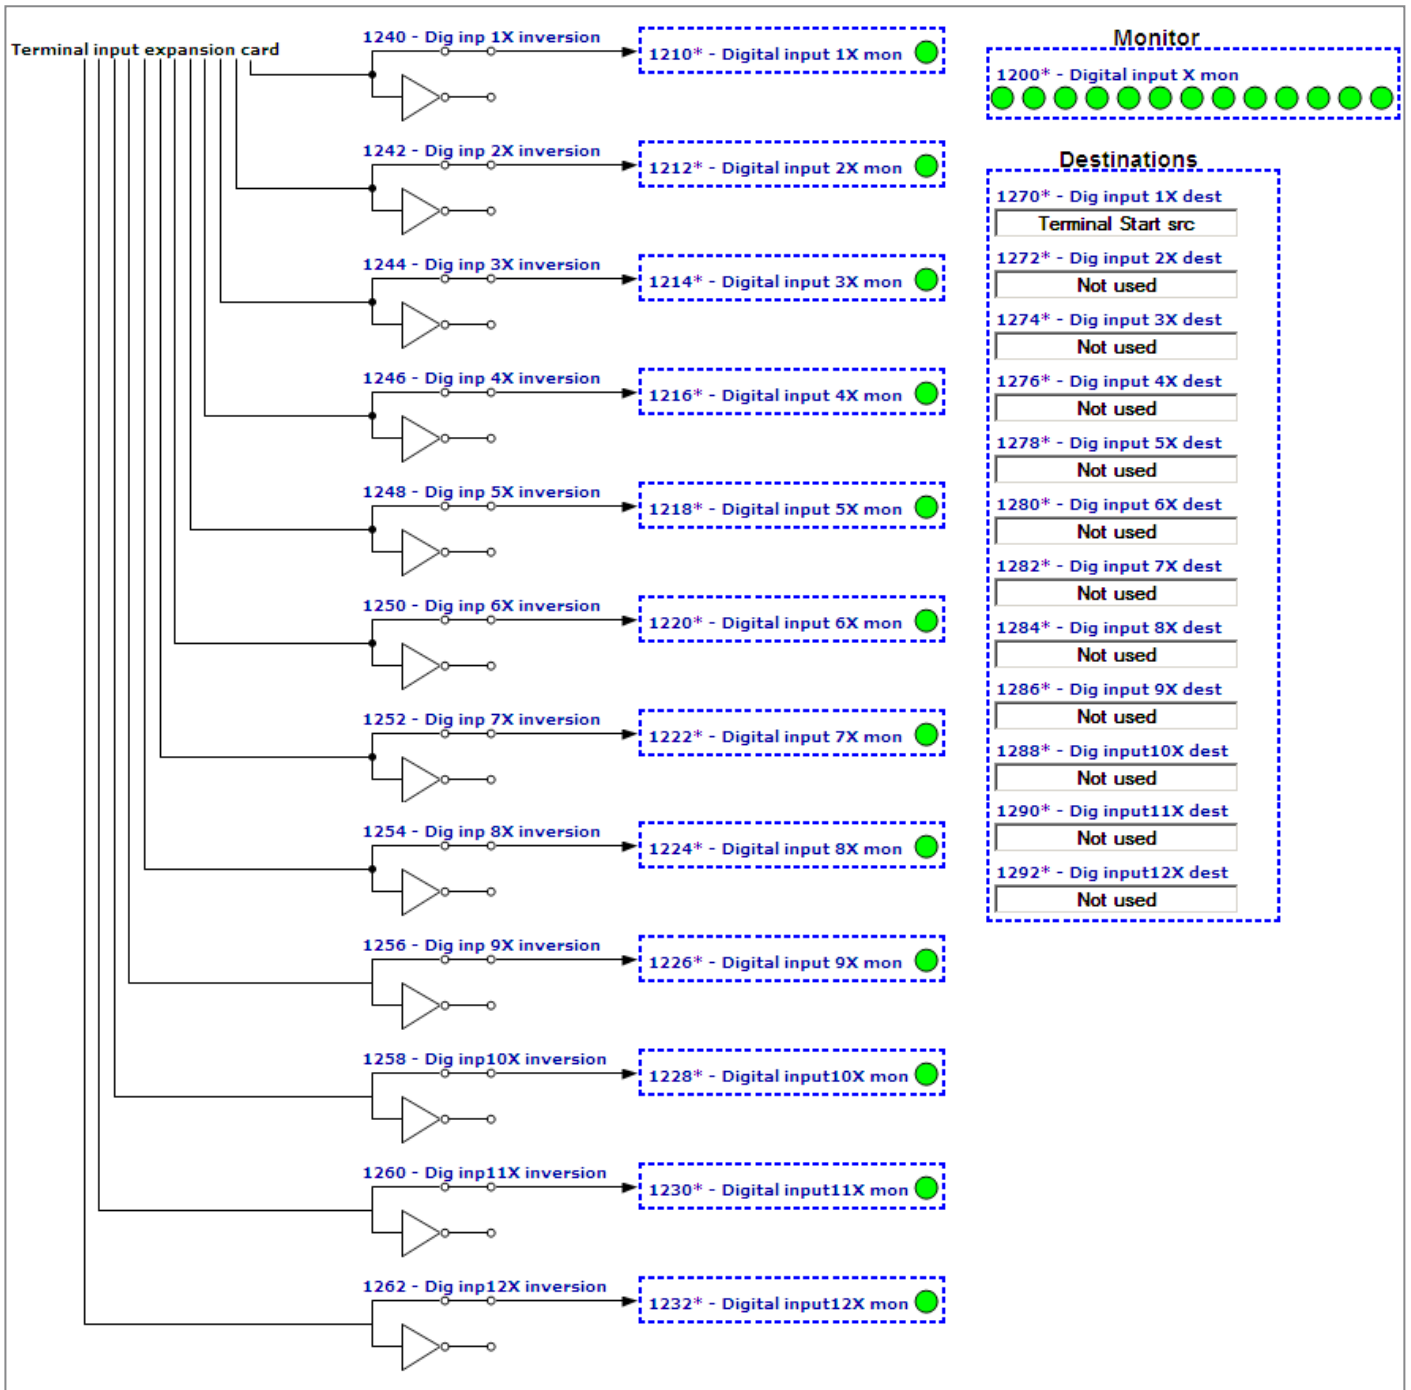 Terminal input expansion card
1240 - Dig inp 1X inversion
1210* - Digital input 1X mon
1242 - Dig inp 2X inversion
1212* - Digital input 2X mon
1244 - Dig inp 3X inversion
1214* - Digital input 3X mon
1246 - Dig inp 4X inversion
1216* - Digital input 4X mon
1248 - Dig inp 5X inversion
1218* - Digital input 5X mon
1250 - Dig inp 6X inversion
1220* - Digital input 6X mon
1252 - Dig inp 7X inversion
1222* - Digital input 7X mon
1254 - Dig inp 8X inversion
1224* - Digital input 8X mon
1256 - Dig inp 9X inversion
1226* - Digital input 9X mon
1258 - Dig inp10X inversion
1228* - Digital input10X mon
1260 - Dig inp11X inversion
1230* - Digital input11X mon
1262 - Dig inp12X inversion
1232* - Digital input12X mon
Monitor
1200* - Digital input X mon
Destinations
1270* - Dig input 1X dest
Terminal Start src
1272* - Dig input 2X dest
Not used
1274* - Dig input 3X dest
Not used
1276* - Dig input 4X dest
Not used
1278* - Dig input 5X dest
Not used
1280* - Dig input 6X dest
Not used
1282* - Dig input 7X dest
Not used
1284* - Dig input 8X dest
Not used
1286* - Dig input 9X dest
Not used
1288* - Dig input10X dest
Not used
1290* - Dig input11X dest
Not used
1292* - Dig input12X dest
Not used